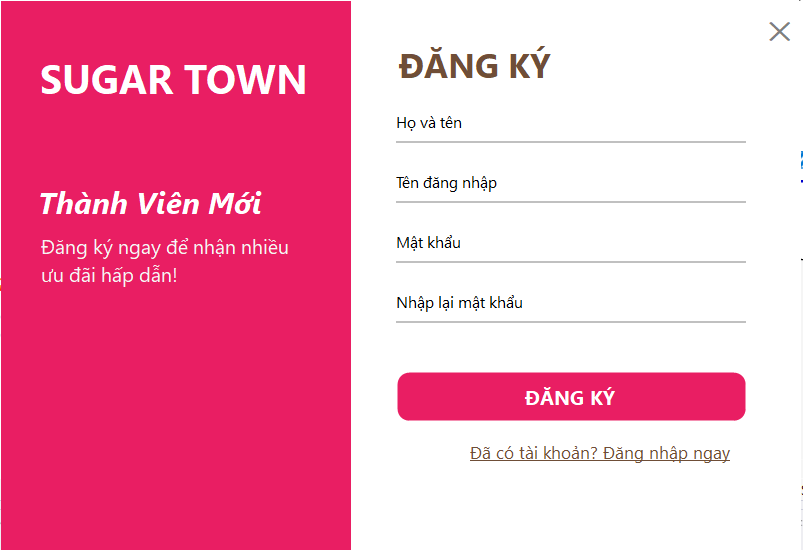 SUGAR TOWN
Thành Viên Mới
Đăng ký ngay để nhận nhiều
ưu đãi hấp dẫn!
ĐĂNG KÝ
Họ và tên
Tên đăng nhập
Mật khẩu
Nhập lại mật khẩu
ĐĂNG KÝ
Đã có tài khoản? Đăng nhập ngay